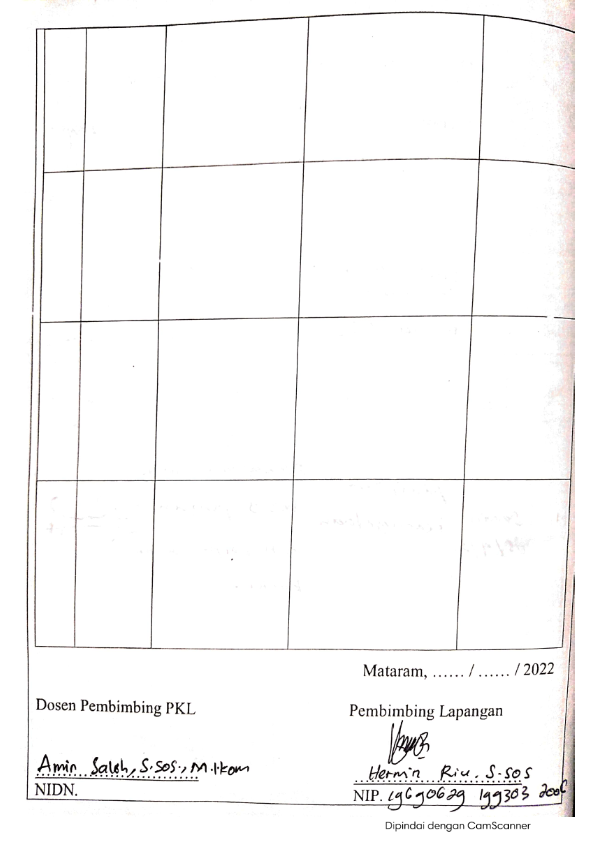 Mataram, ...... / ...... / 2022
Dosen Pembimbing PKL
Pembimbing Lapangan
Amin Saleh, S.Sos., M.I.Kom
Hermin Riu. S.SOS
NIDN.
NIP. 19690629 199303 2006
Dipindai dengan CamScanner